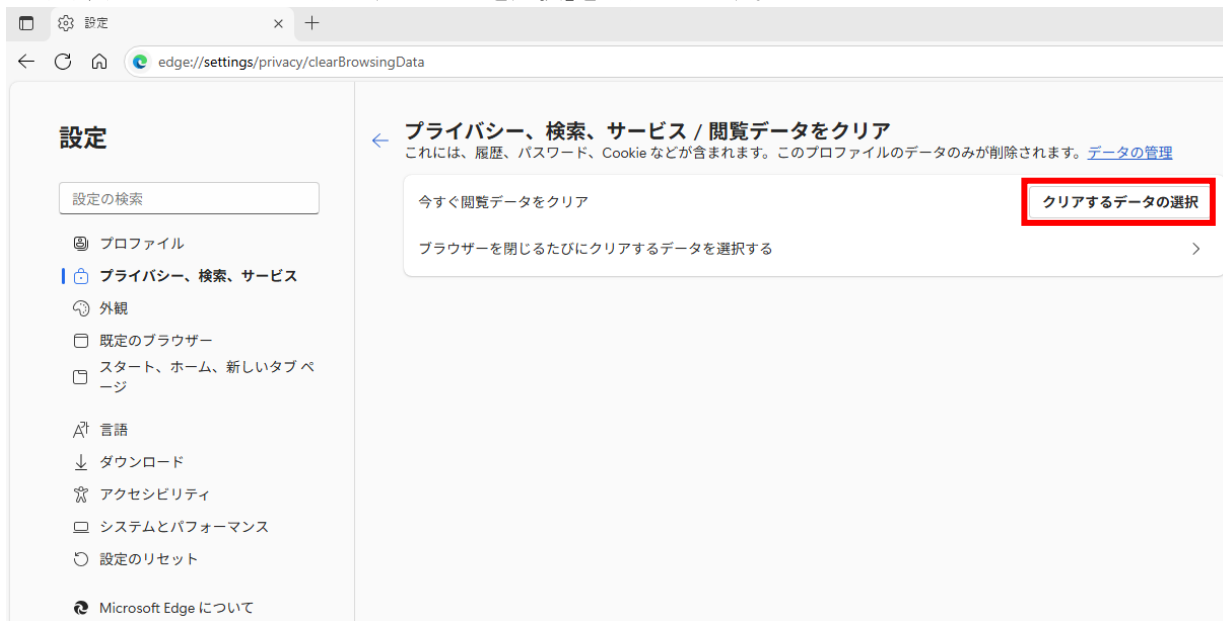 設定
edge://settings/privacy/clearBrowsingData
設定
設定の検索
プロファイル
プライバシー、検索、サービス
外観
既定のブラウザー
スタート、ホーム、新しいタブ ペ
ージ
言語
ダウンロード
アクセシビリティ
システムとパフォーマンス
設定のリセット
Microsoft Edge について
プライバシー、検索、サービス / 閲覧データをクリア
これには、履歴、パスワード、Cookie などが含まれます。このプロファイルのデータのみが削除されます。データの管理
今すぐ閲覧データをクリア
クリアするデータの選択
ブラウザーを閉じるたびにクリアするデータを選択する